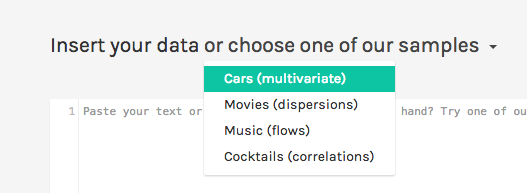 Insert your data or choose one of our samples
Cars (multivariate)
1 Paste your text or hand? Try one of
Movies (dispersions)
Music (flows)
Cocktails (correlations)